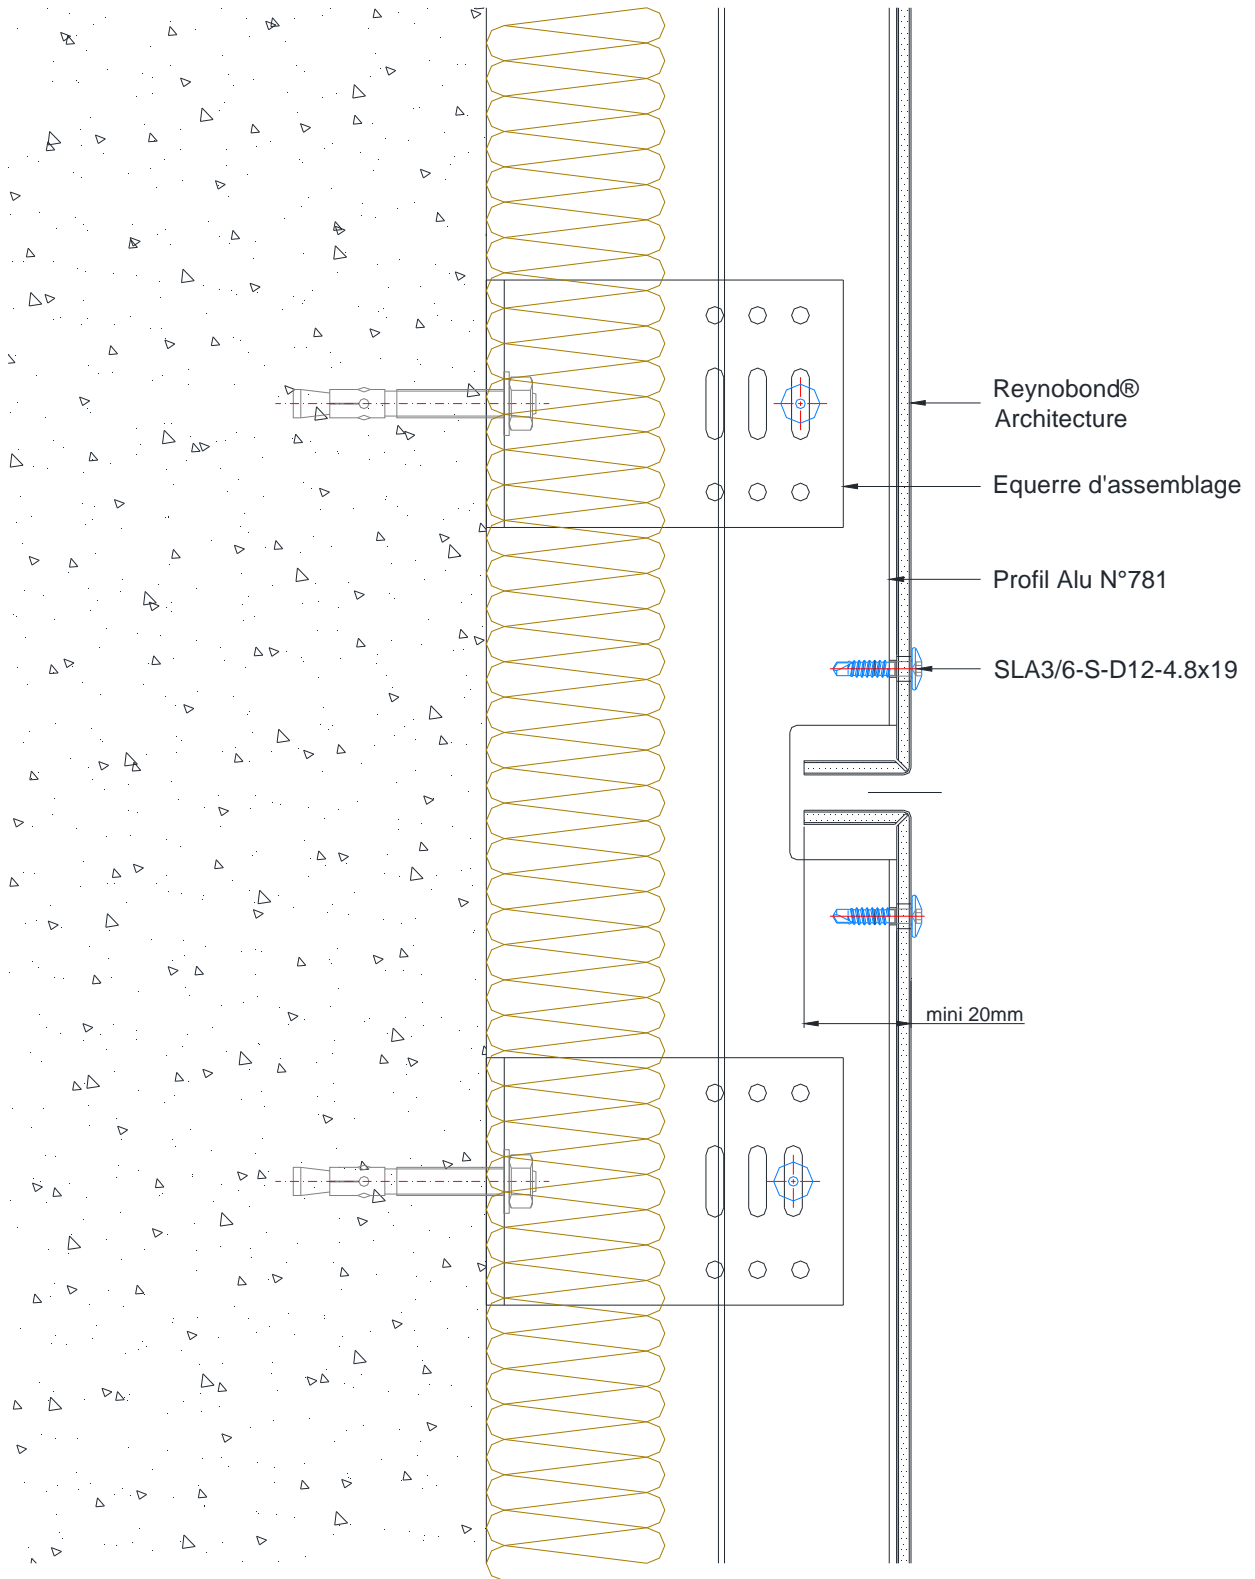 Reynobond®
Architecture
Equerre d'assemblage
Profil Alu N°781
SLA3/6-S-D12-4.8x19
mini 20mm